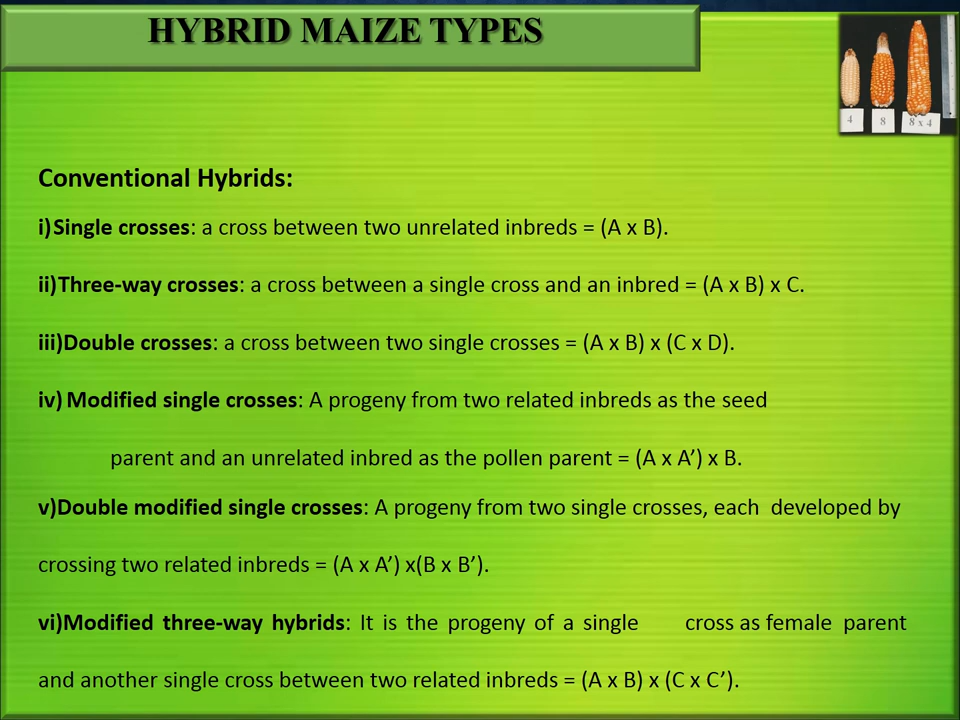 HYBRID MAIZE TYPES
4 8 8 x 4
Conventional Hybrids:
i)Single crosses: a cross between two unrelated inbreds = (A x B).
ii)Three-way crosses: a cross between a single cross and an inbred = (A x B) x C.
iii)Double crosses: a cross between two single crosses = (A x B) x (C x D).
iv) Modified single crosses: A progeny from two related inbreds as the seed
parent and an unrelated inbred as the pollen parent = (A x A’) x B.
v)Double modified single crosses: A progeny from two single crosses, each developed by
crossing two related inbreds = (A x A’) x(B x B’).
vi)Modified three-way hybrids: It is the progeny of a single cross as female parent
and another single cross between two related inbreds = (A x B) x (C x C’).